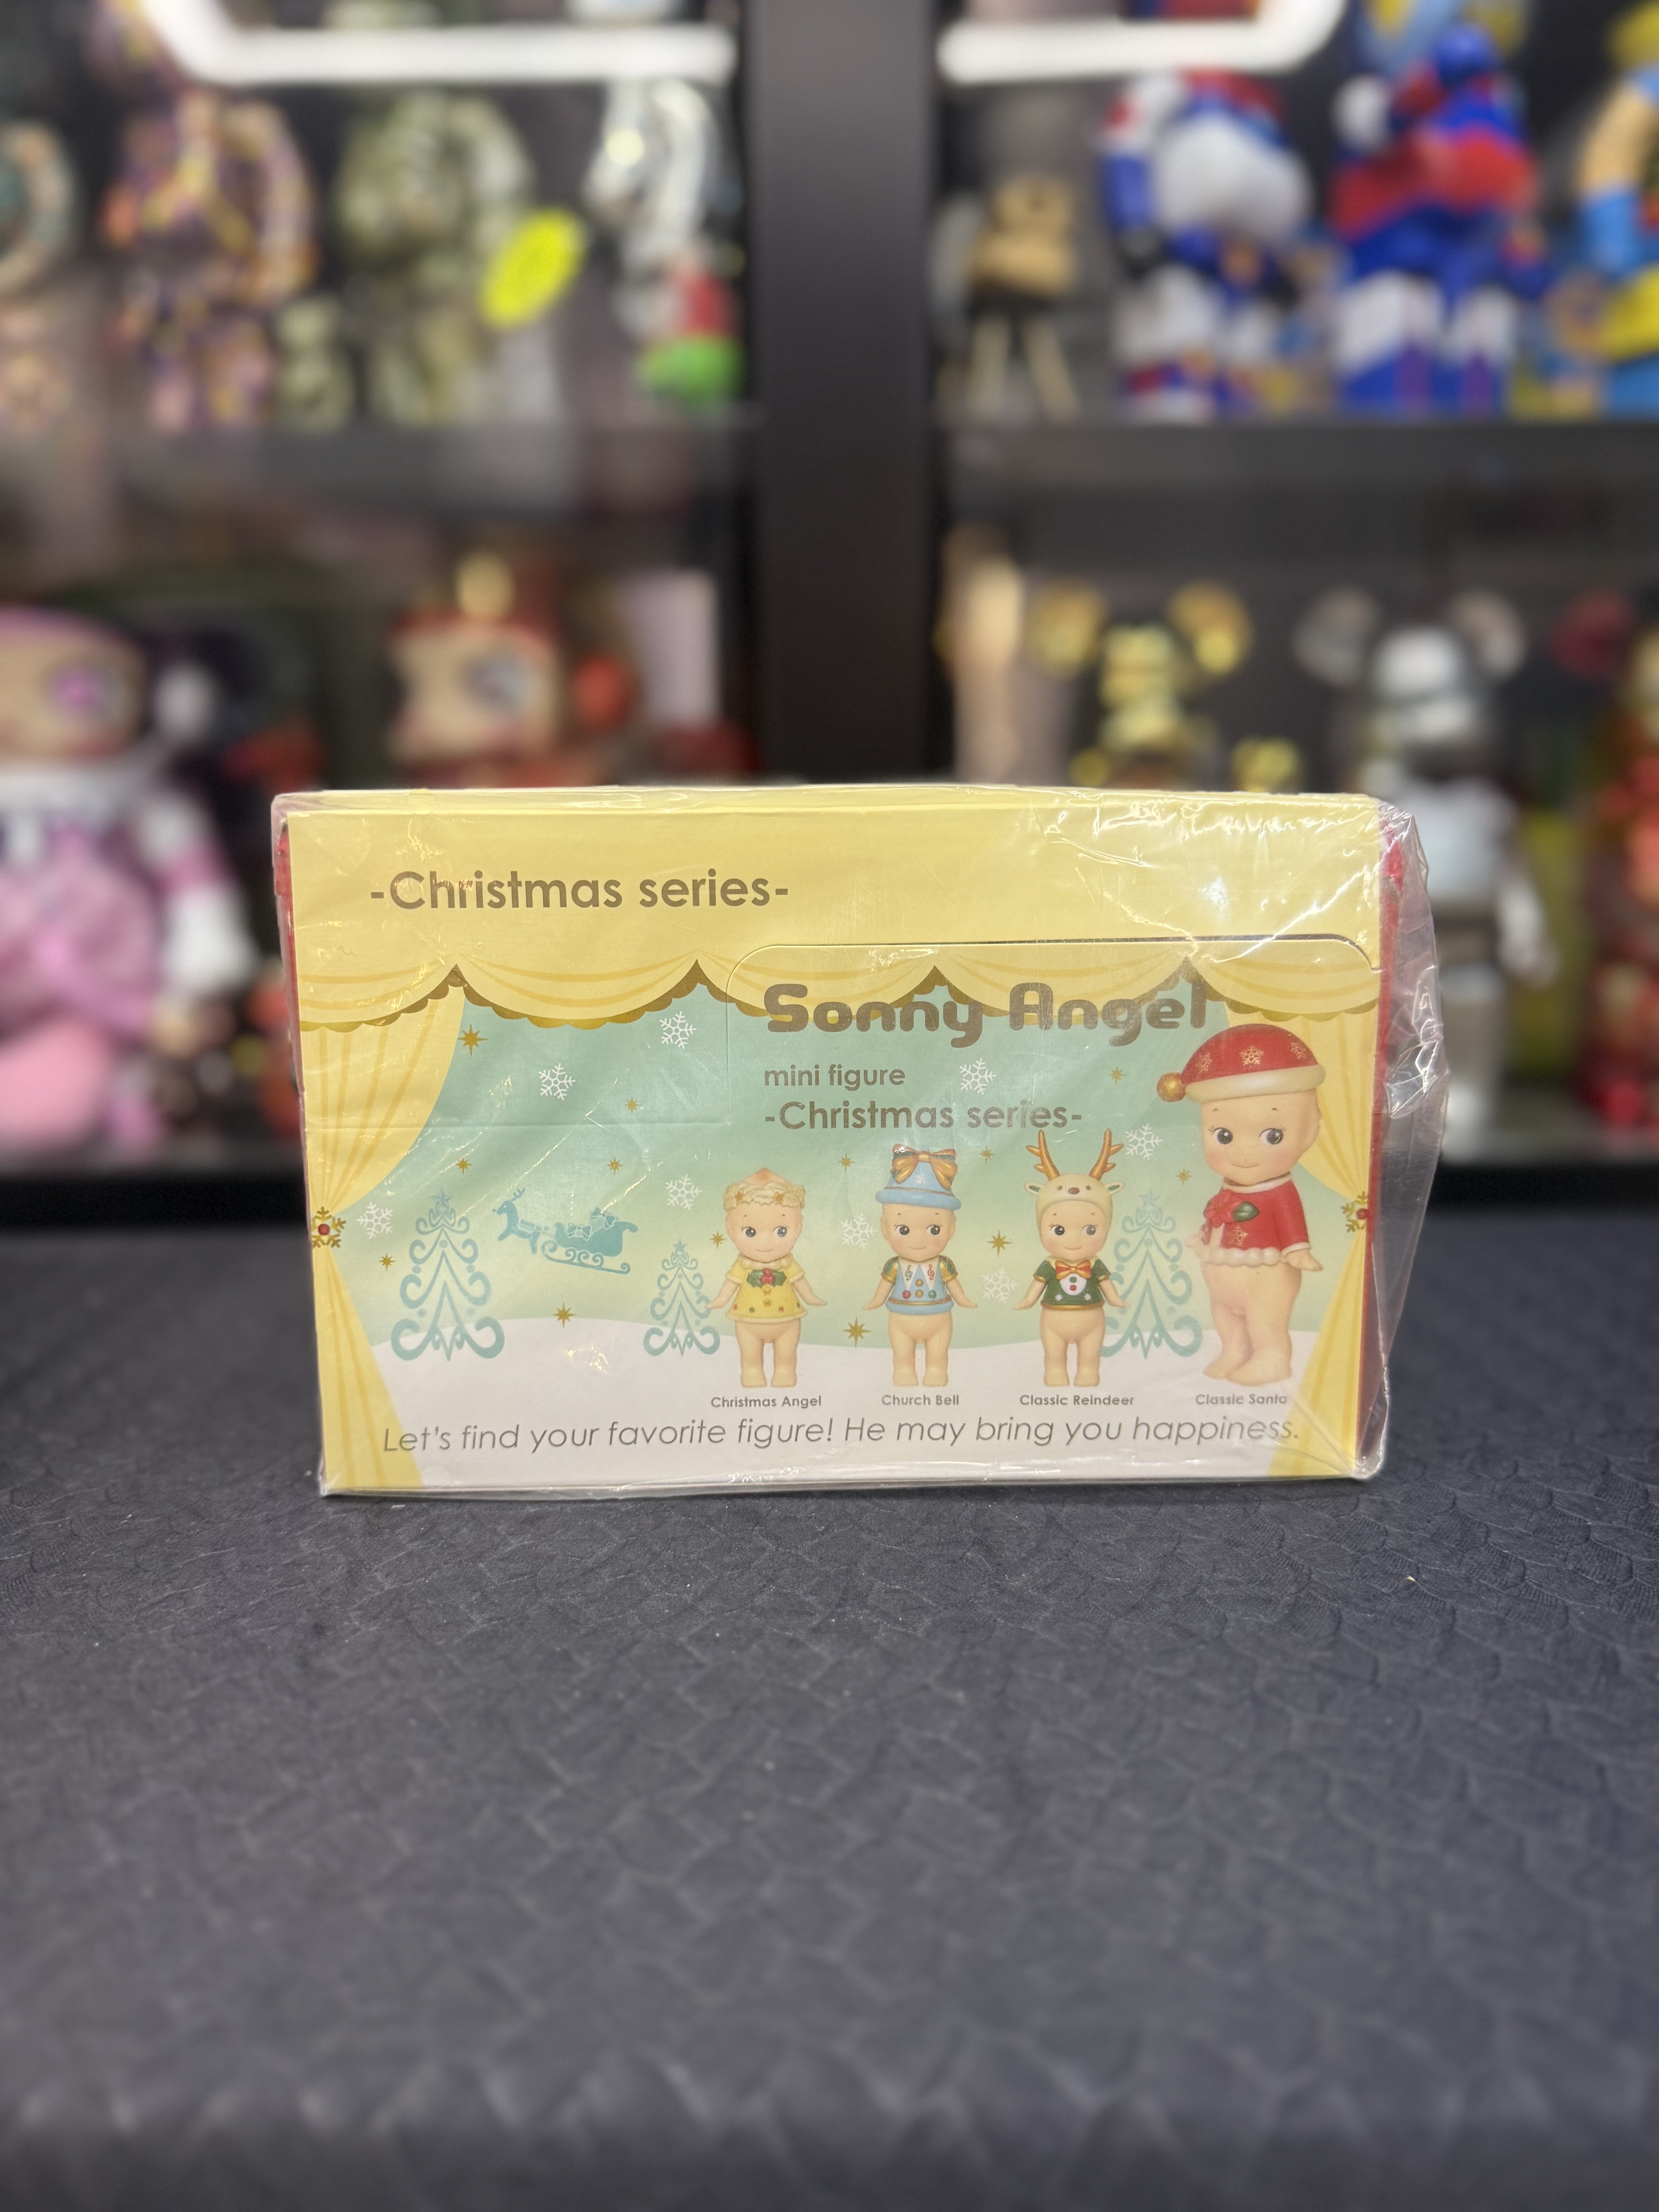 -Christmas series-
Sonny Angel
mini figure
-Christmas series-
Christmas Angel
Church Bell
Classic Reindeer
Classic Santa
Let's find your favorite figure! He may bring you happiness.